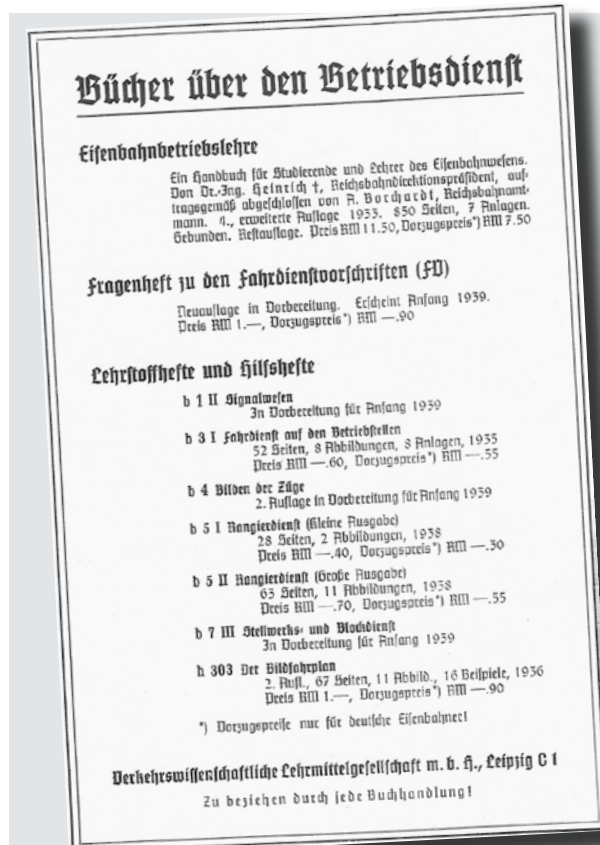 Bücher über den Betriebsdienst
Eisenbahnbetriebslehre
Ein Handbuch für Studierende und Lehrer des Eisenbahnwesens.
Von Dr.-Ing. Heinrich †, Reichsbahndirektionspräsident, auf-
tragsgemäß abgeschlossen von A. Borchardt, Reichsbahnamt-
mann. 4., erweiterte Auflage 1933. 850 Seiten, 7 Anlagen.
Gebunden. Restauflage. Preis RM 11.50, Vorzugspreis*) RM 7.50
Fragenheft zu den Fahrdienstvorschriften (FV)
Neuauflage in Vorbereitung. Erscheint Anfang 1939.
Preis RM 1.—, Vorzugspreis*) RM —.90
Lehrstoffhefte und Hilfshefte
b 1 II Signalwesen
In Vorbereitung für Anfang 1939
b 3 I Fahrdienst auf den Betriebstellen
52 Seiten, 8 Abbildungen, 8 Anlagen, 1935
Preis RM —.60, Vorzugspreis*) RM —.55
b 4 Bilden der Züge
2. Auflage in Vorbereitung für Anfang 1939
b 5 I Rangierdienst (Kleine Ausgabe)
28 Seiten, 2 Abbildungen, 1938
Preis RM —.40, Vorzugspreis*) RM —.30
b 5 II Rangierdienst (Große Ausgabe)
63 Seiten, 11 Abbildungen, 1938
Preis RM —.70, Vorzugspreis*) RM —.55
b 7 III Stellwerks- und Blockdienst
In Vorbereitung für Anfang 1939
h 303 Der Bildfahrplan
2. Aufl., 67 Seiten, 11 Abbild., 16 Beispiele, 1936
Preis RM 1.—, Vorzugspreis*) RM —.90
*) Vorzugspreise nur für deutsche Eisenbahner!
Verkehrswissenschaftliche Lehrmittelgesellschaft m. b. H., Leipzig C 1
Zu beziehen durch jede Buchhandlung!